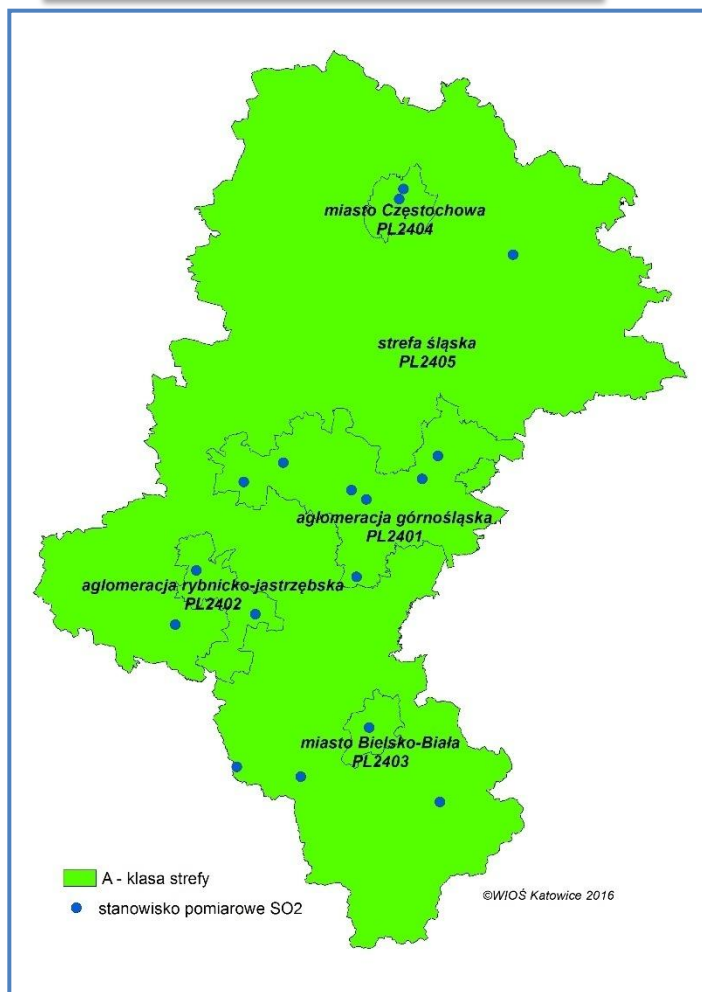 miasto Częstochowa
PL2404
strefa śląska
PL2405
aglomeracja górnośląska
PL2401
aglomeracja rybnicko-jastrzębska
PL2402
miasto Bielsko-Biała
PL2403
A - klasa strefy
stanowisko pomiarowe SO2
©WIOŚ Katowice 2016